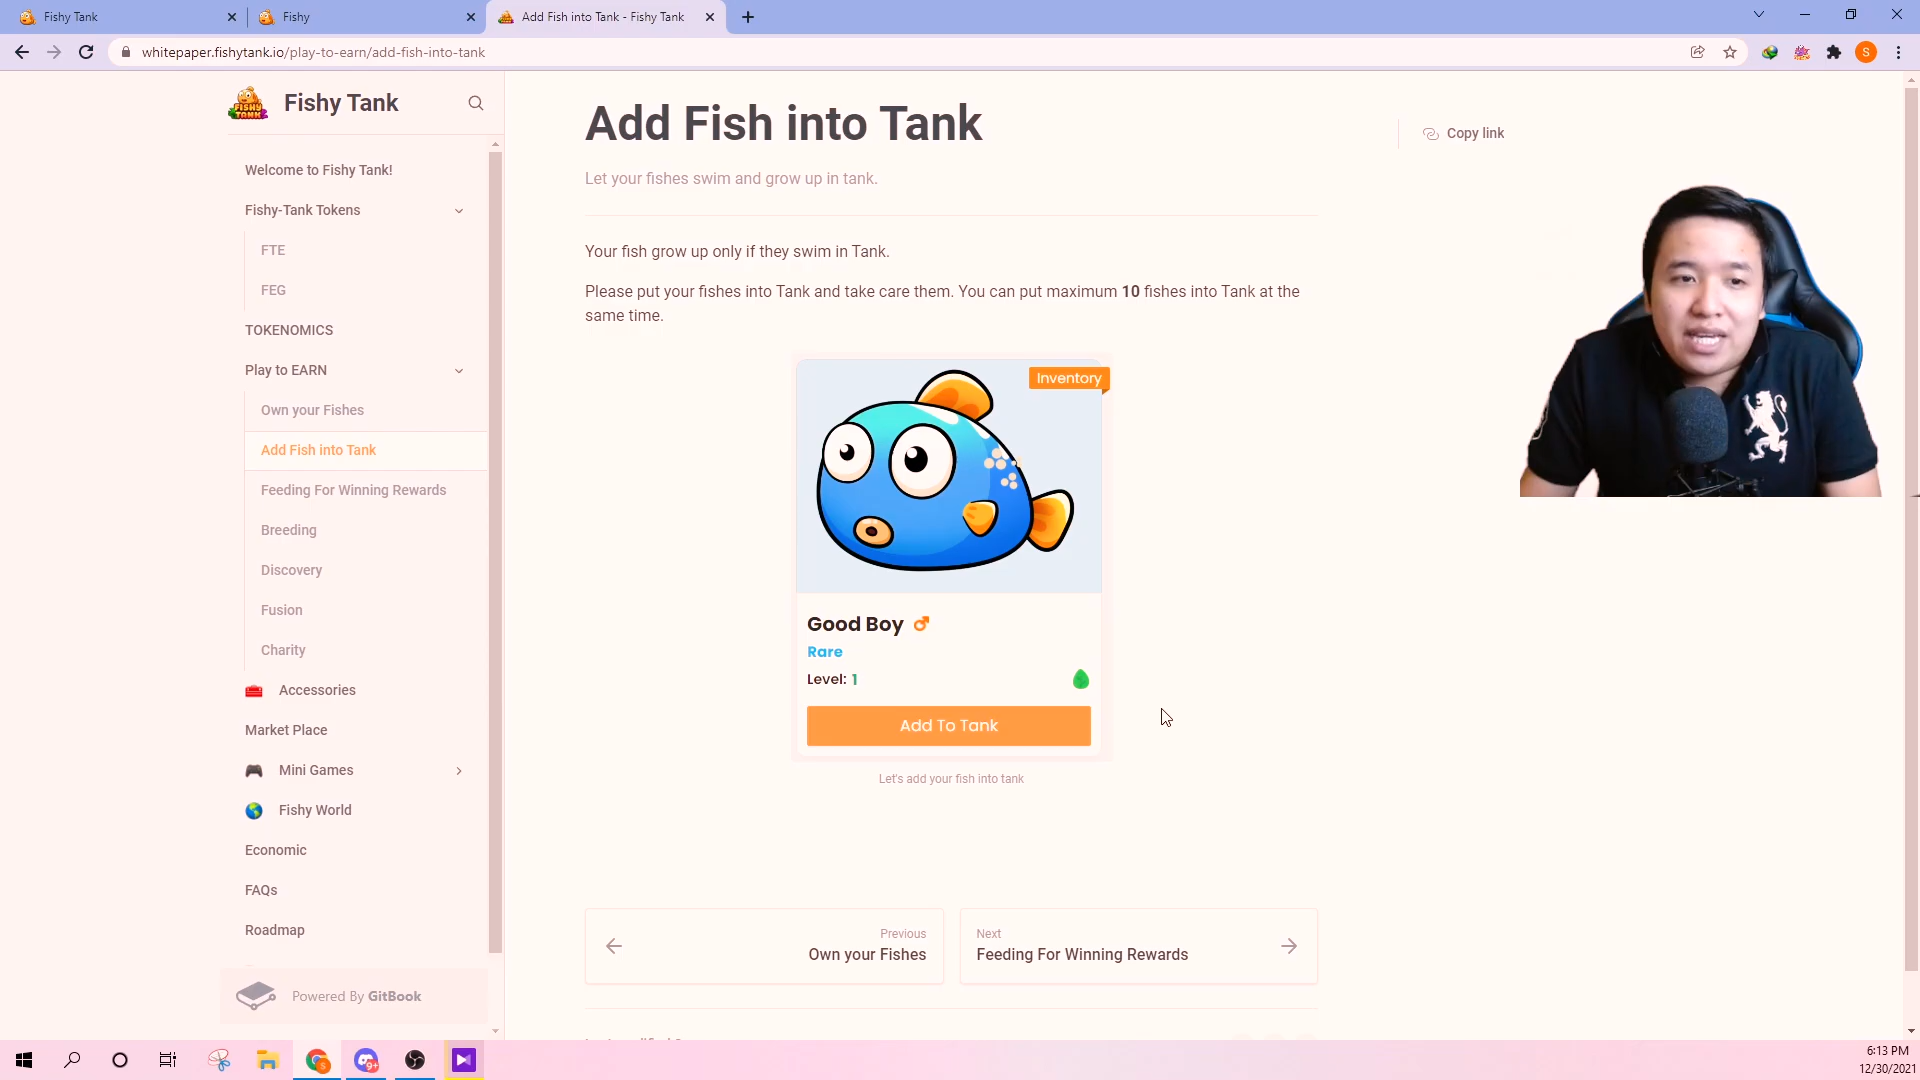 Fishy Tank
Fishy
Add Fish into Tank - Fishy Tank
whitepaper.fishytank.io/play-to-earn/add-fish-into-tank
S
FISHY TANK
Fishy Tank
Welcome to Fishy Tank!
Fishy-Tank Tokens
FTE
FEG
TOKENOMICS
Play to EARN
Own your Fishes
Add Fish into Tank
Feeding For Winning Rewards
Breeding
Discovery
Fusion
Charity
Accessories
Market Place
Mini Games
Fishy World
Economic
FAQs
Roadmap
Powered By GitBook
Add Fish into Tank
Let your fishes swim and grow up in tank.
Your fish grow up only if they swim in Tank.
Please put your fishes into Tank and take care them. You can put maximum 10 fishes into Tank at the
same time.
Inventory
Good Boy
Rare
Level: 1
Add To Tank
Let's add your fish into tank
Previous
Own your Fishes
Next
Feeding For Winning Rewards
Copy link
9+
6:13 PM
12/30/2021